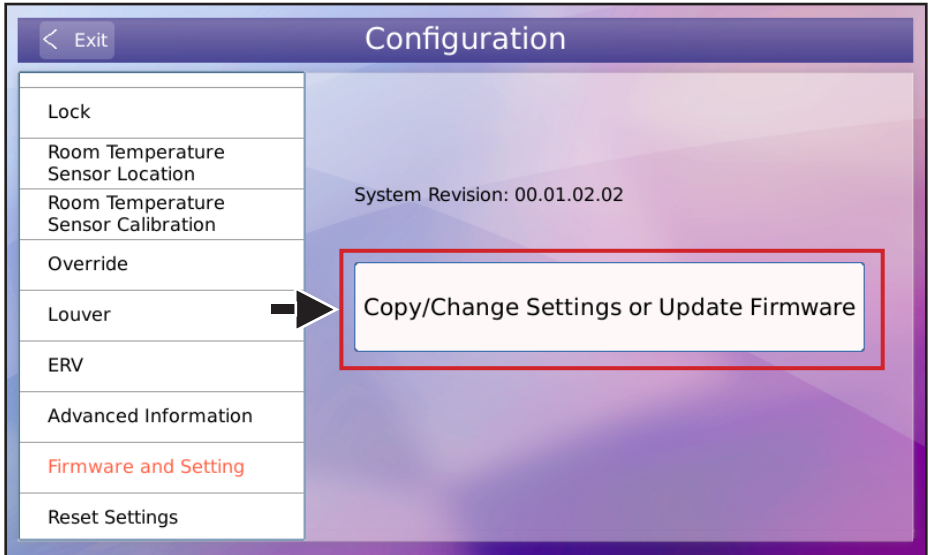 Exit
Configuration
Lock
Room Temperature
Sensor Location
Room Temperature
Sensor Calibration
Override
Louver
ERV
Advanced Information
Firmware and Setting
Reset Settings
System Revision: 00.01.02.02
Copy/Change Settings or Update Firmware